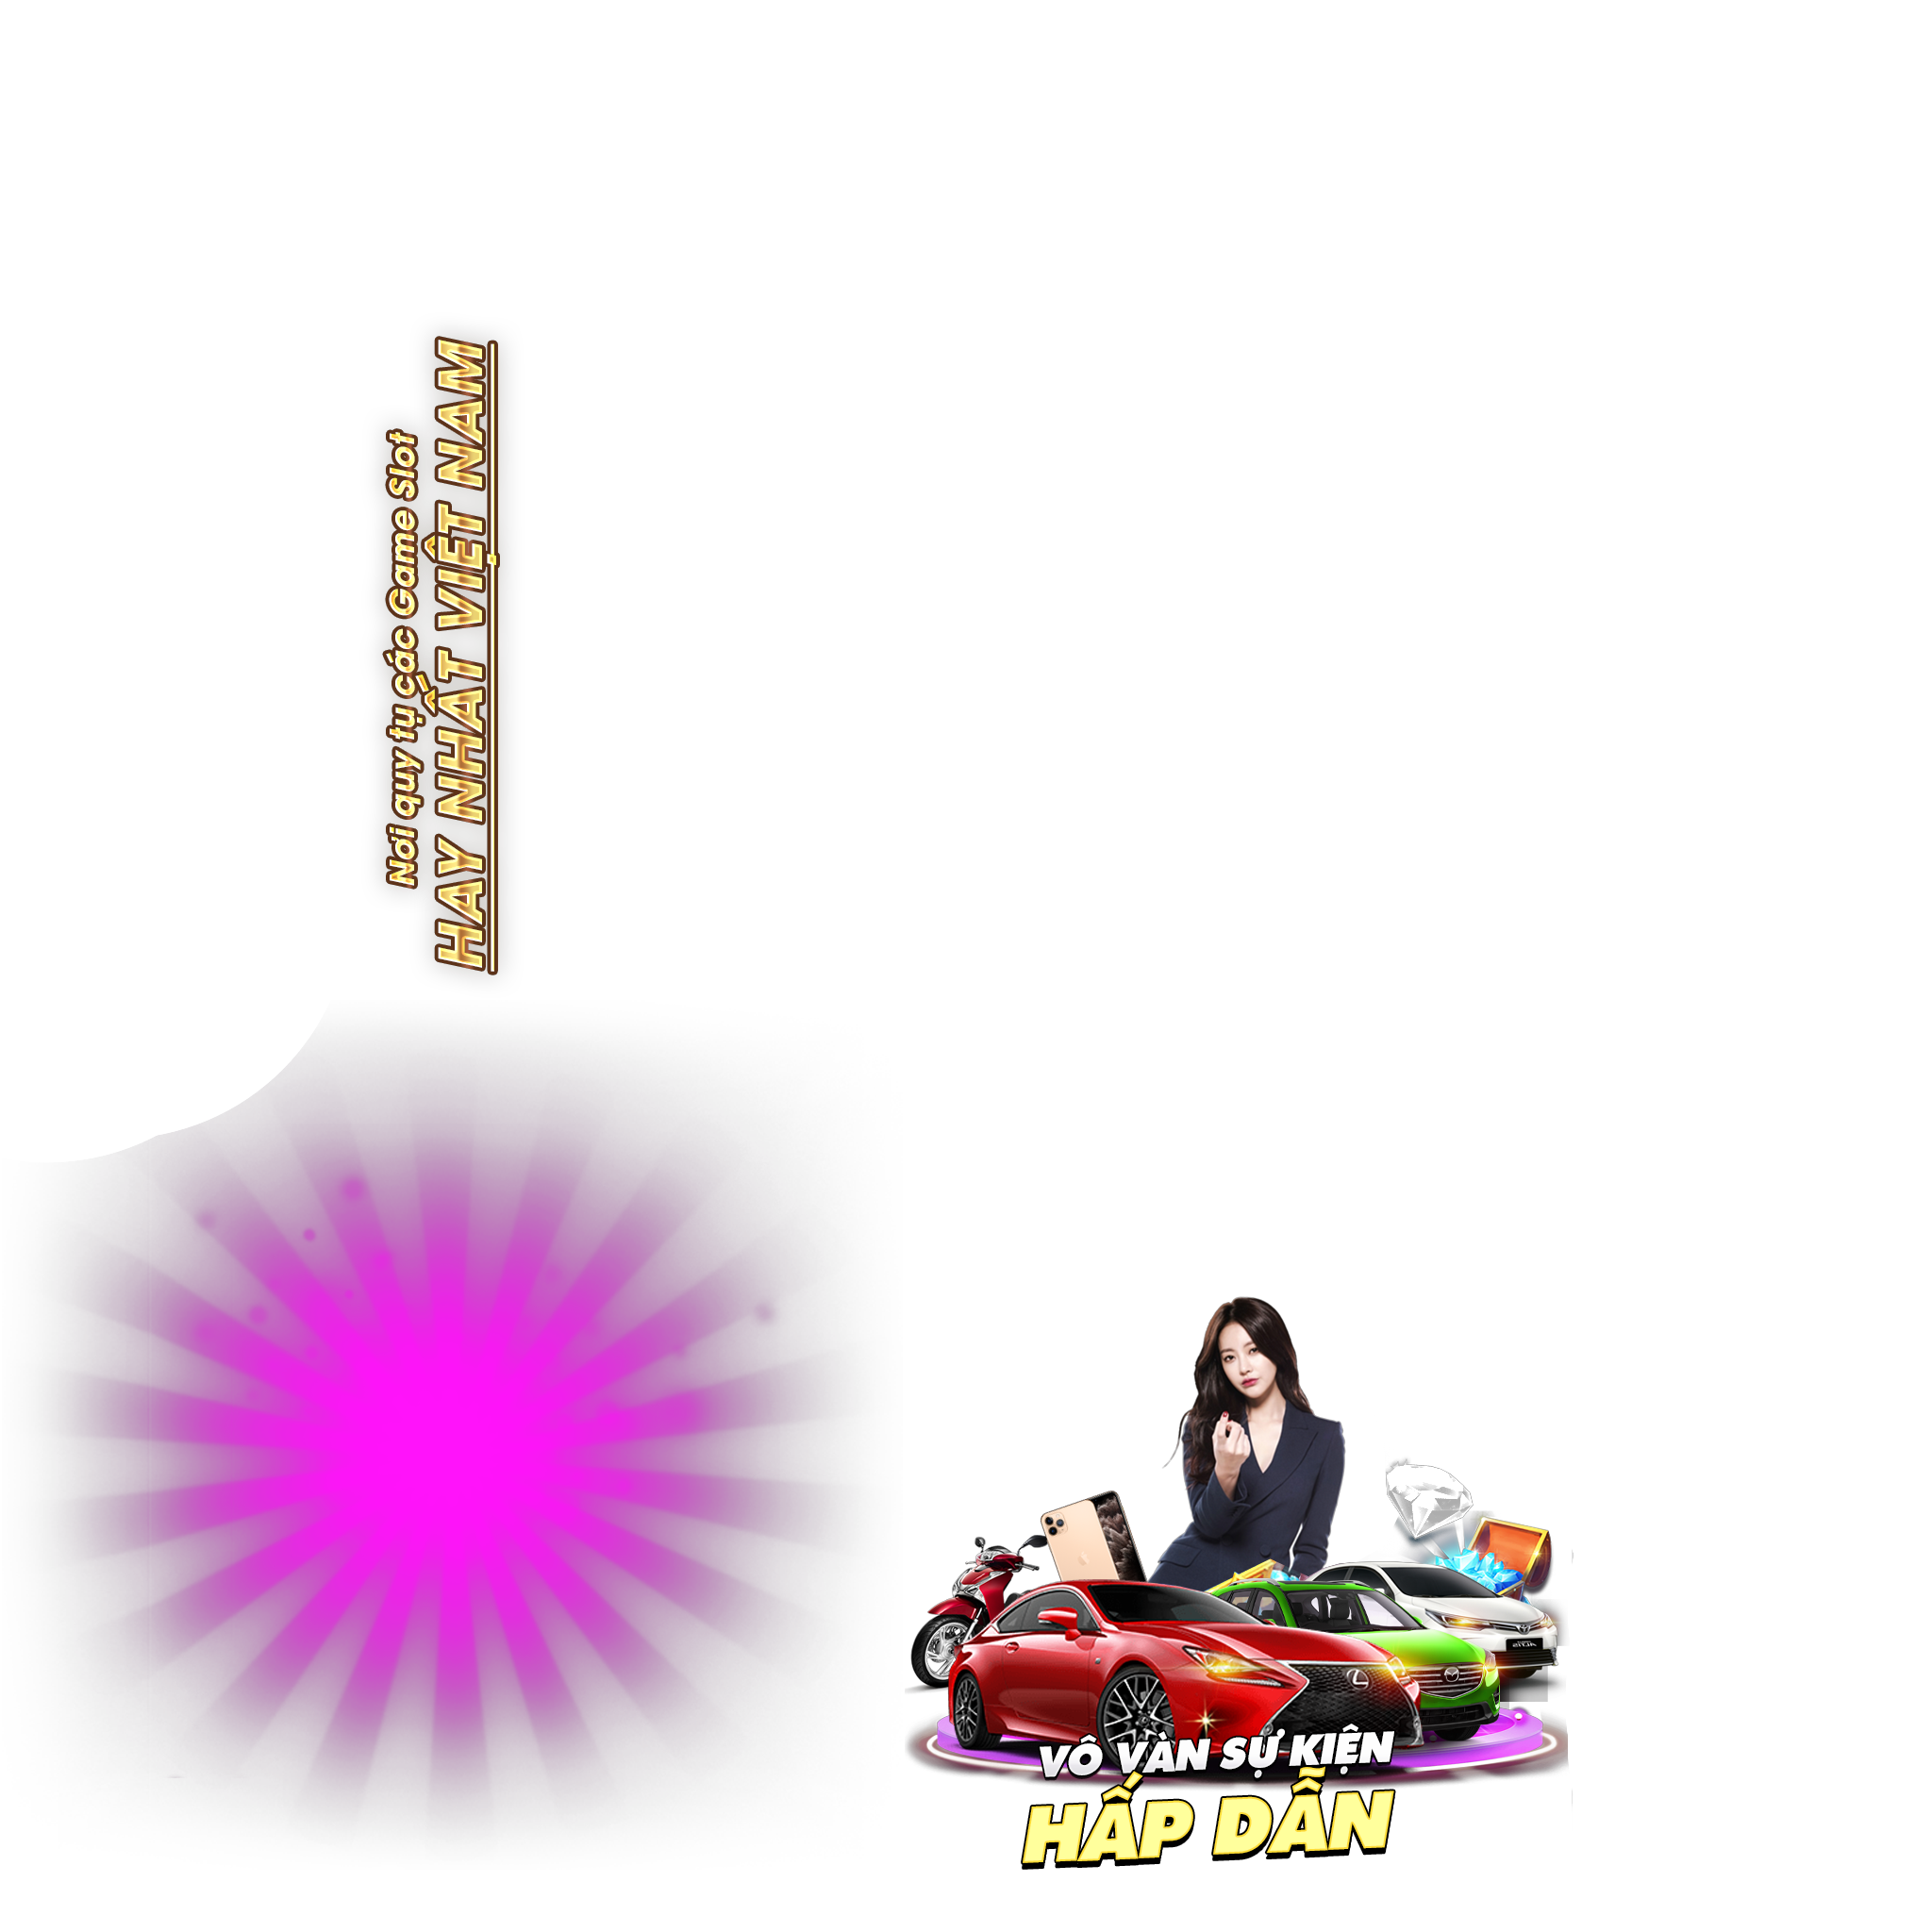 Nơi quy tụ các Game Slot
HAY NHẤT VIỆT NAM
VÔ VÀN SỰ KIỆN
HẤP DẪN